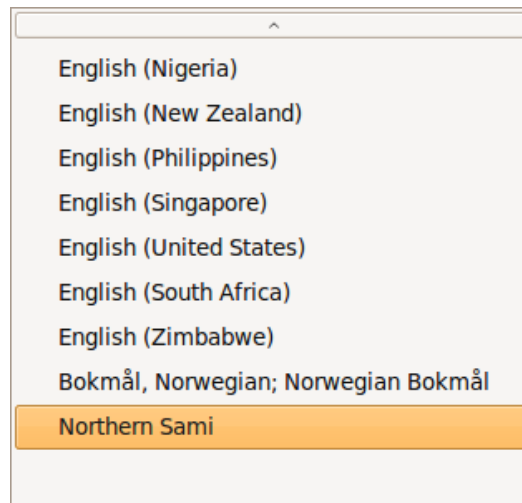 English (Nigeria)
English (New Zealand)
English (Philippines)
English (Singapore)
English (United States)
English (South Africa)
English (Zimbabwe)
Bokmål, Norwegian; Norwegian Bokmål
Northern Sami